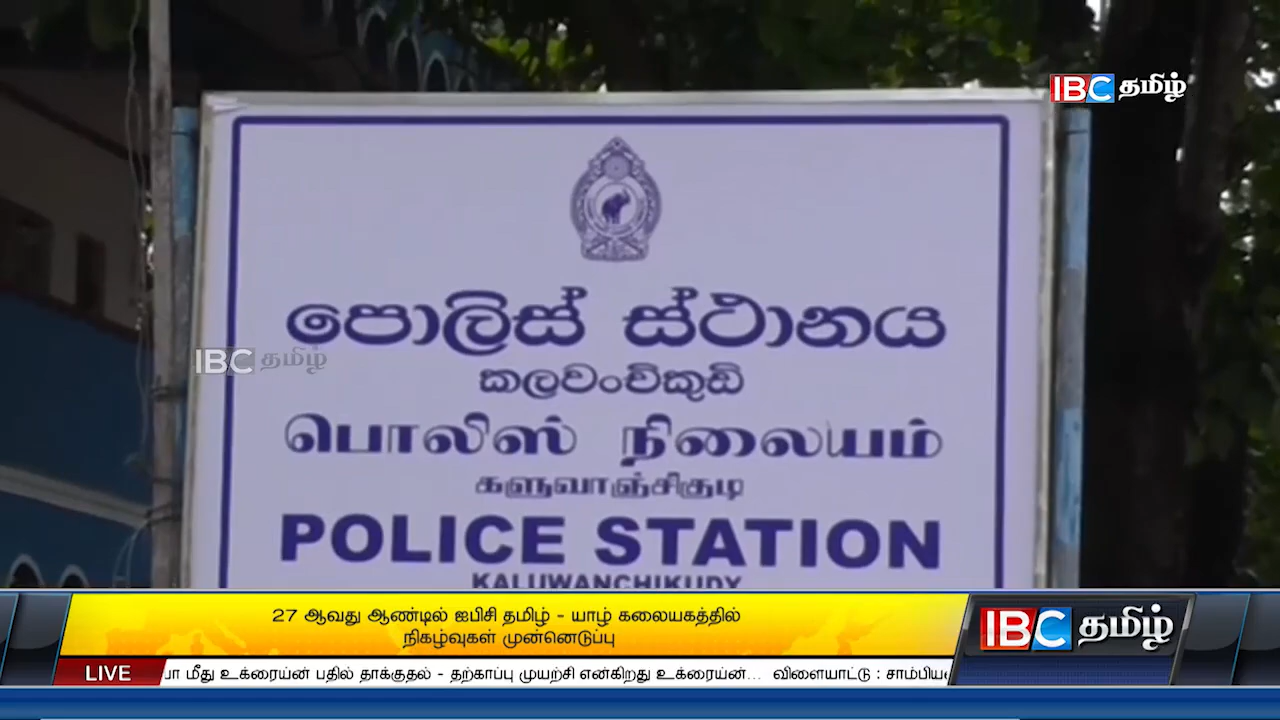 IBC தமிழ்
පොලිස් ස්ථානය
IBC தமிழ்
කලවංචිකුඩි
பொலிஸ் நிலையம்
களுவாஞ்சிகுடி
POLICE STATION
KALUWANCHIKUDY
27 ஆவது ஆண்டில் ஐபிசி தமிழ் - யாழ் கலையகத்தில்
நிகழ்வுகள் முன்னெடுப்பு
IBC தமிழ்
LIVE
மீது உக்ரைய்ன் பதில் தாக்குதல் - தற்காப்பு முயற்சி என்கிறது உக்ரைய்ன்... விளையாட்டு :